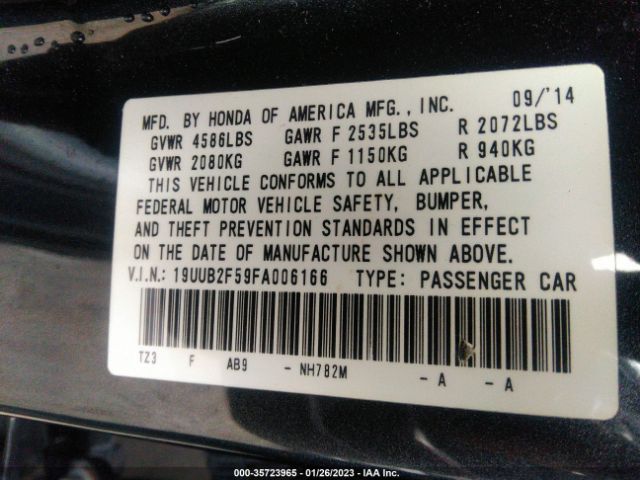 MFD. BY HONDA OF AMERICA MFG., INC. 09/'14
GVWR 4586LBS GAWR F 2535LBS R 2072LBS
GVWR 2080KG GAWR F 1150KG R 940KG
THIS VEHICLE CONFORMS TO ALL APPLICABLE
FEDERAL MOTOR VEHICLE SAFETY, BUMPER,
AND THEFT PREVENTION STANDARDS IN EFFECT
ON THE DATE OF MANUFACTURE SHOWN ABOVE.
V.I.N.: 19UUB2F59FA006166 TYPE: PASSENGER CAR
TZ3 F AB9 - NH782M - A - A
000-35723965 - 01/26/2023 - IAA Inc.